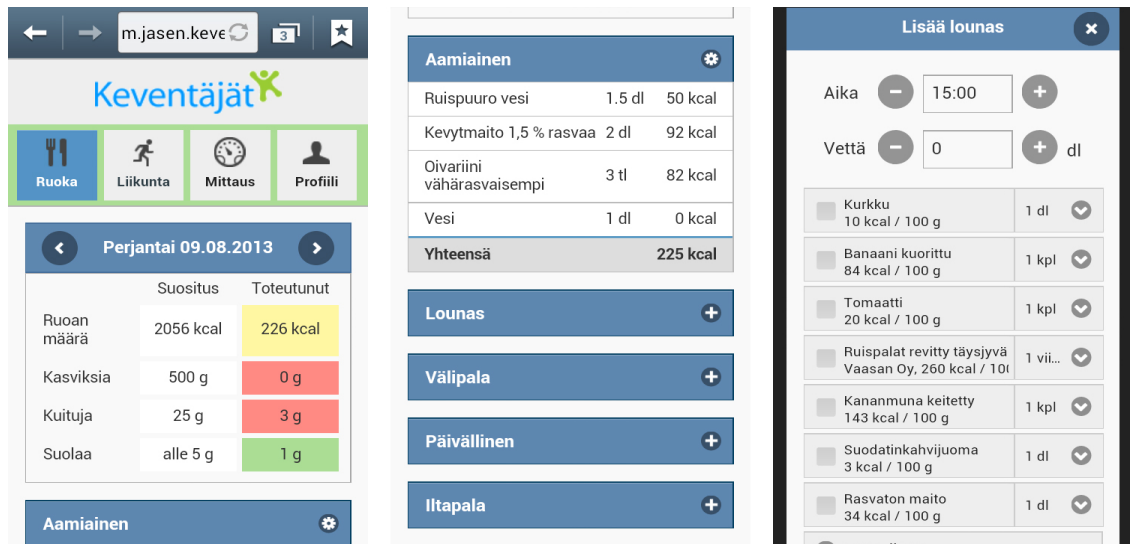 m.jasen.keve
3
Keventäjät
Ruoka Liikunta Mittaus Profiili
Perjantai 09.08.2013
Suositus Toteutunut
Ruoan määrä 2056 kcal 226 kcal
Kasviksia 500 g 0 g
Kuituja 25 g 3 g
Suolaa alle 5 g 1 g
Aamiainen
Aamiainen
Ruispuuro vesi 1.5 dl 50 kcal
Kevytmaito 1,5 % rasvaa 2 dl 92 kcal
Oivariini vähärasvaisempi 3 tl 82 kcal
Vesi 1 dl 0 kcal
Yhteensä 225 kcal
Lounas
Välipala
Päivällinen
Iltapala
Lisää lounas
Aika 15:00
Vettä 0 dl
Kurkku
10 kcal / 100 g 1 dl
Banaani kuorittu
84 kcal / 100 g 1 kpl
Tomaatti
20 kcal / 100 g 1 kpl
Ruispalat revitty täysjyvä
Vaasan Oy, 260 kcal / 100 1 vii...
Kananmuna keitetty
143 kcal / 100 g 1 kpl
Suodatinkahvijuoma
3 kcal / 100 g 1 dl
Rasvaton maito
34 kcal / 100 g 1 dl